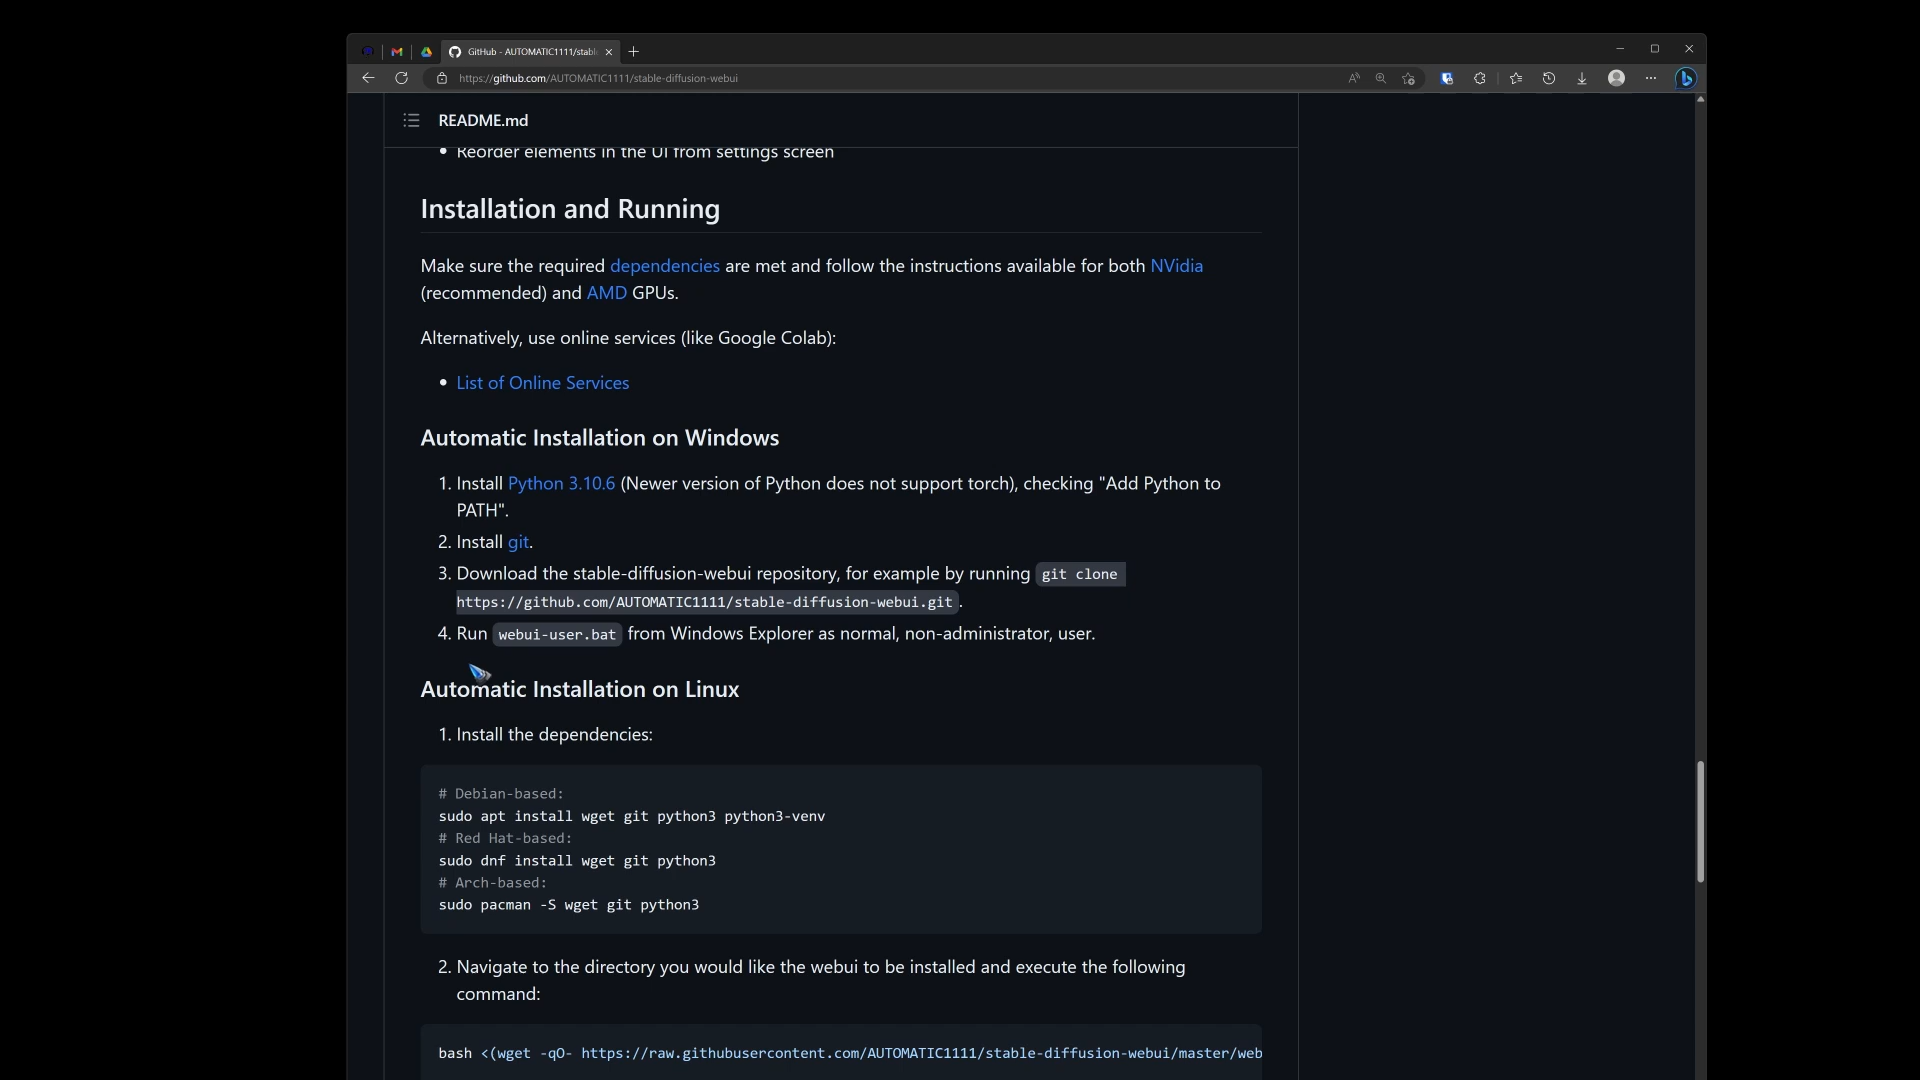 GitHub - AUTOMATIC1111/stabl
https://github.com/AUTOMATIC1111/stable-diffusion-webui
README.md
Reorder elements in the UI from settings screen
Installation and Running
Make sure the required dependencies are met and follow the instructions available for both NVidia
(recommended) and AMD GPUs.
Alternatively, use online services (like Google Colab):
List of Online Services
Automatic Installation on Windows
1. Install Python 3.10.6 (Newer version of Python does not support torch), checking "Add Python to
PATH".
2. Install git.
3. Download the stable-diffusion-webui repository, for example by running git clone
https://github.com/AUTOMATIC1111/stable-diffusion-webui.git.
4. Run webui-user.bat from Windows Explorer as normal, non-administrator, user.
Automatic Installation on Linux
1. Install the dependencies:
# Debian-based:
sudo apt install wget git python3 python3-venv
# Red Hat-based:
sudo dnf install wget git python3
# Arch-based:
sudo pacman -S wget git python3
2. Navigate to the directory you would like the webui to be installed and execute the following
command:
bash <(wget -qO- https://raw.githubusercontent.com/AUTOMATIC1111/stable-diffusion-webui/master/web